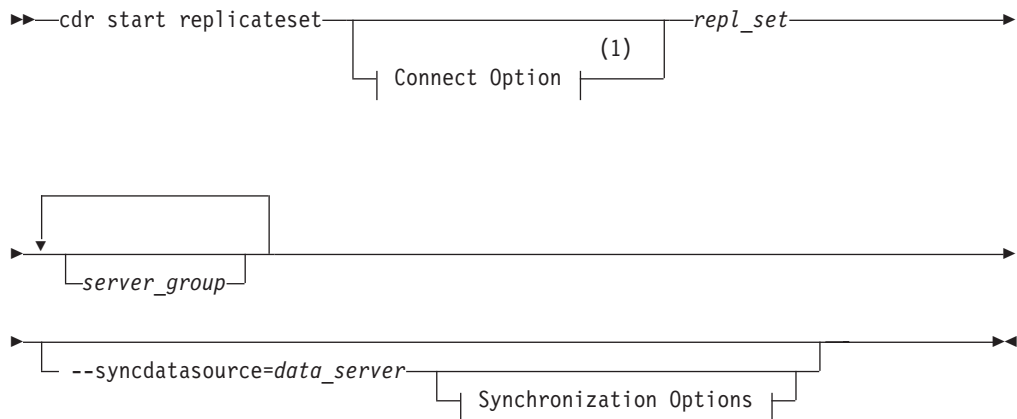 cdr start replicateset repl_set
(1)
Connect Option
server_group
--syncdatasource=data_server
Synchronization Options